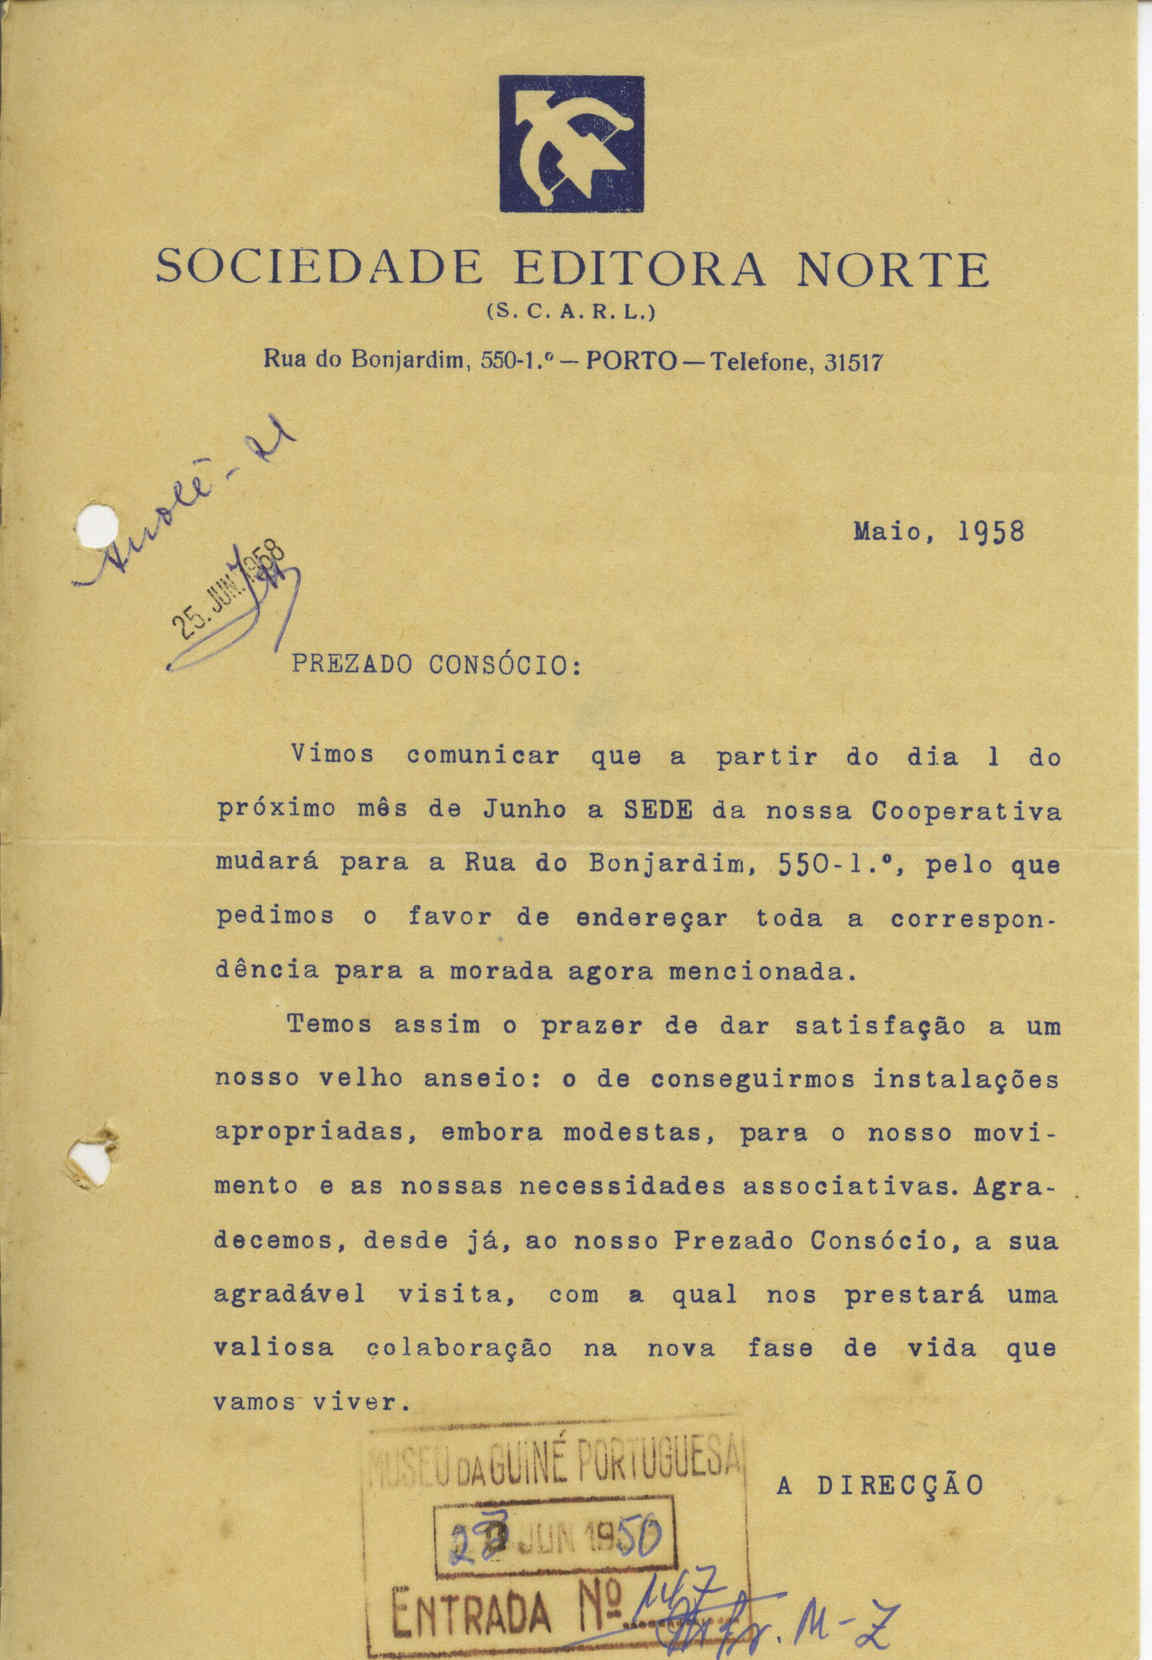 SOCIEDADE EDITORA NORTE
(S. C. A. R. L.)
Rua do Bonjardim, 550-1.º — PORTO — Telefone, 31517
Maio, 1958
25. JUN. 1958
PREZADO CONSÓCIO:
Vimos comunicar que a partir do dia 1 do
próximo mês de Junho a SEDE da nossa Cooperativa
mudará para a Rua do Bonjardim, 550-1.º, pelo que
pedimos o favor de endereçar toda a correspon-
dência para a morada agora mencionada.
Temos assim o prazer de dar satisfação a um
nosso velho anseio: o de conseguirmos instalações
apropriadas, embora modestas, para o nosso movi-
mento e as nossas necessidades associativas. Agra-
decemos, desde já, ao nosso Prezado Consócio, a sua
agradável visita, com a qual nos prestará uma
valiosa colaboração na nova fase de vida que
vamos viver.
A DIRECÇÃO
MUSEU DA GUINÉ PORTUGUESA
JUN 1950
ENTRADA Nº 147
M-Z